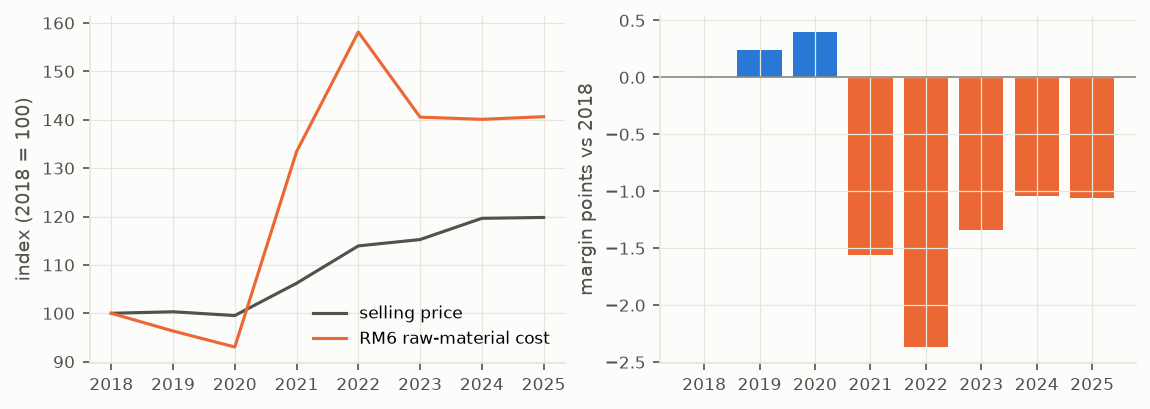 index (2018 = 100)
160
150
140
130
120
110
100
90
selling price
RM6 raw-material cost
2018 2019 2020 2021 2022 2023 2024 2025
margin points vs 2018
0.5
0.0
−0.5
−1.0
−1.5
−2.0
−2.5
2018 2019 2020 2021 2022 2023 2024 2025